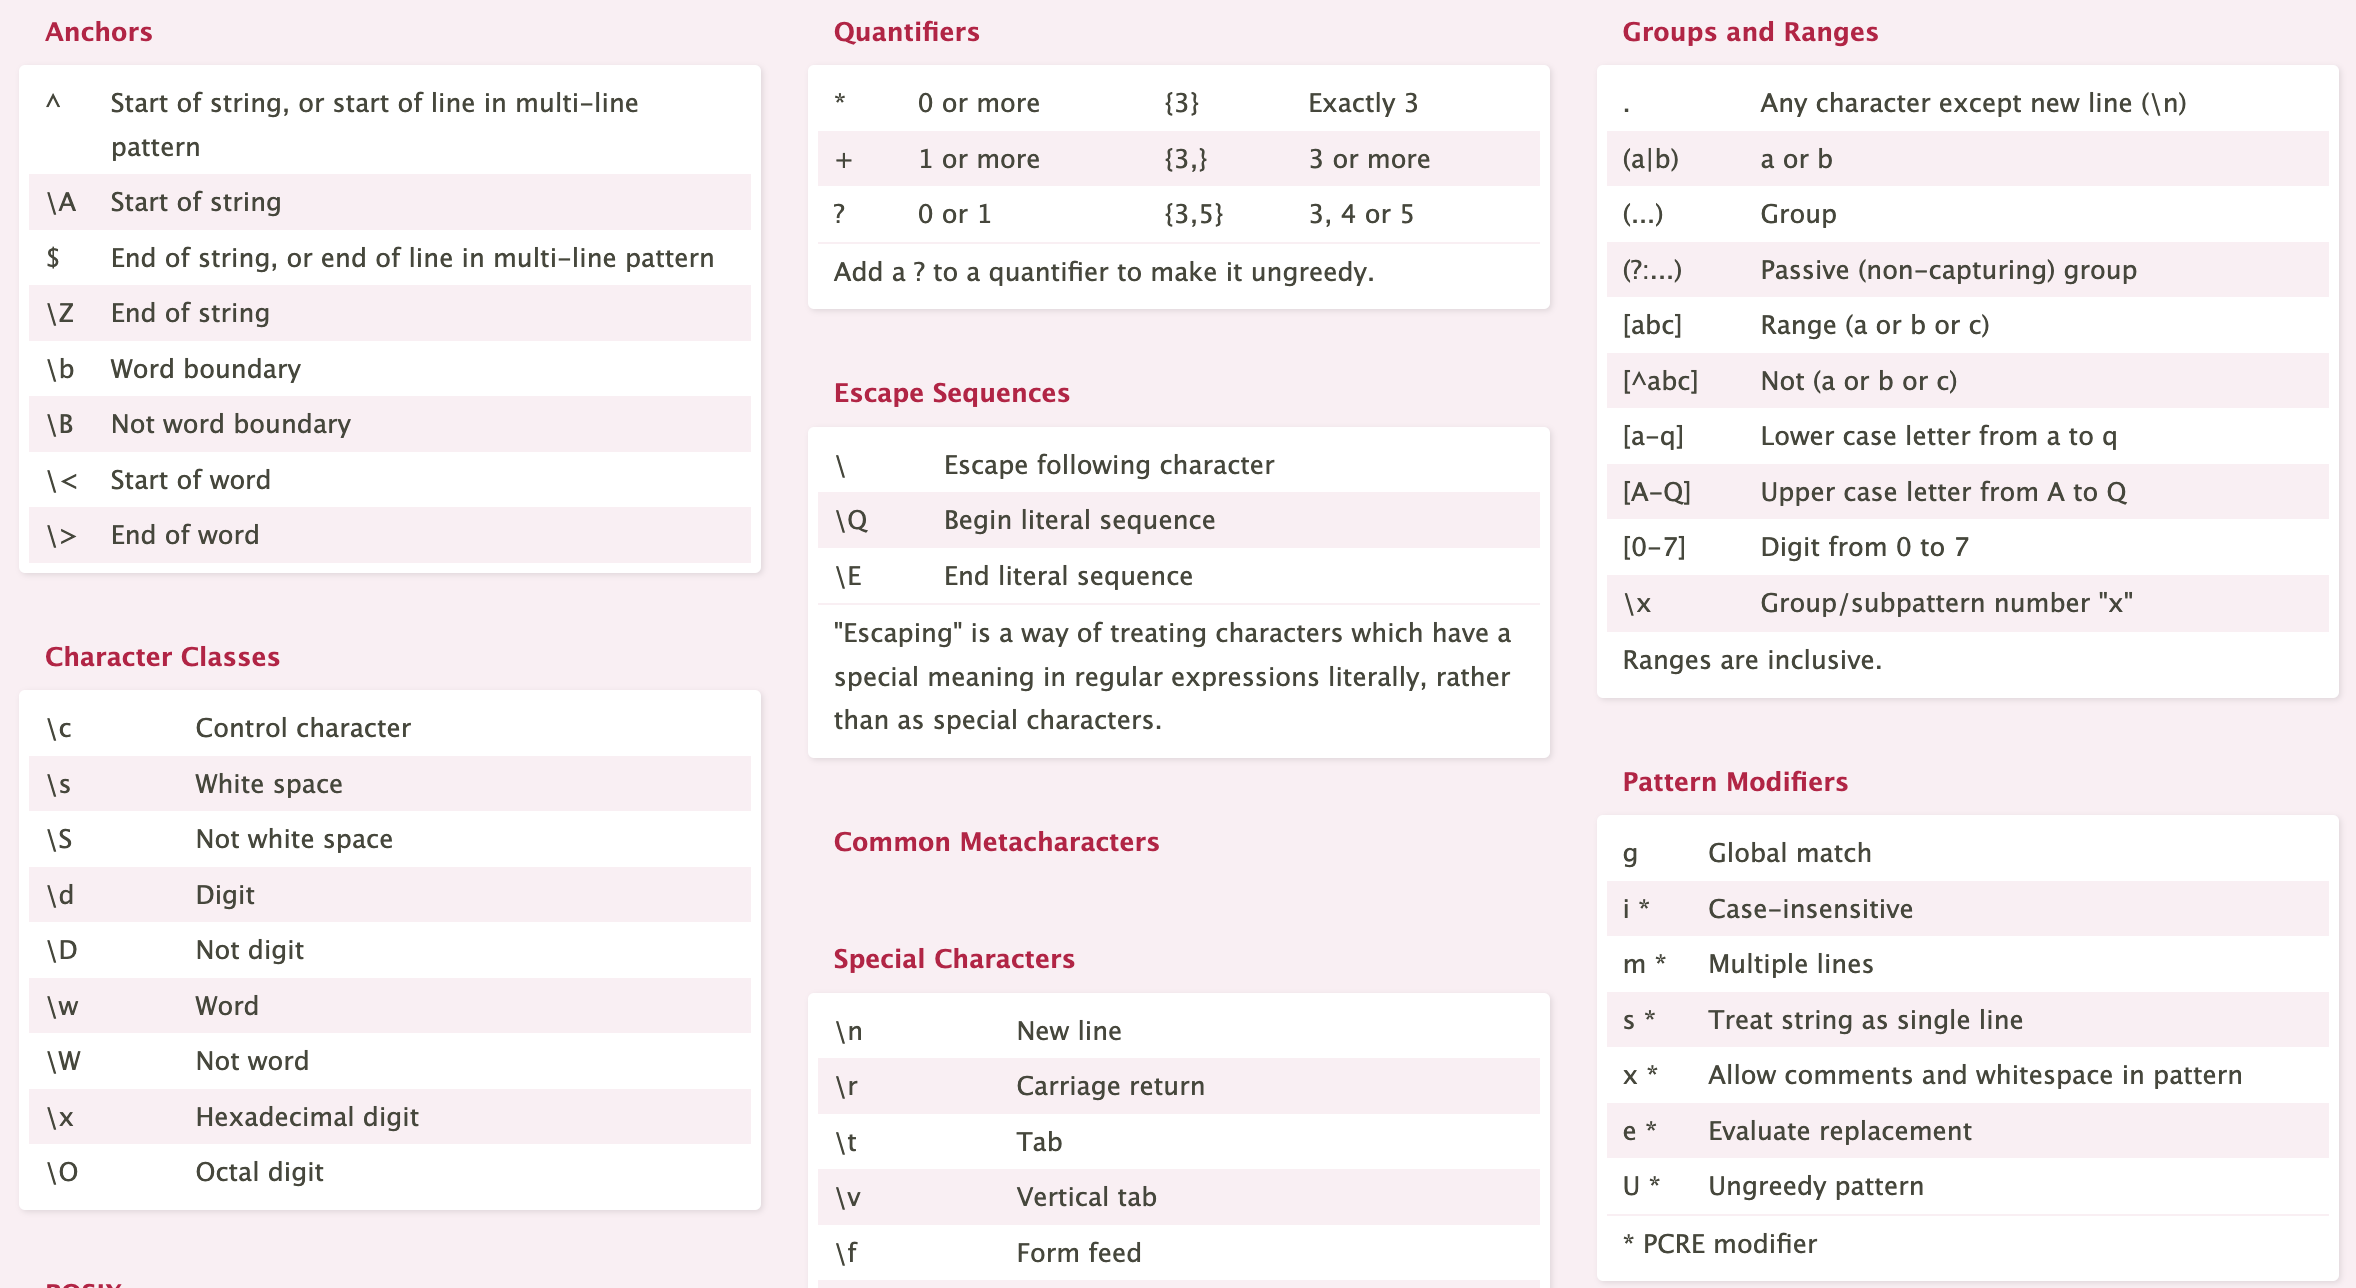 Anchors
^ Start of string, or start of line in multi-line
pattern
\A Start of string
$ End of string, or end of line in multi-line pattern
\Z End of string
\b Word boundary
\B Not word boundary
\< Start of word
\> End of word
Character Classes
\c Control character
\s White space
\S Not white space
\d Digit
\D Not digit
\w Word
\W Not word
\x Hexadecimal digit
\O Octal digit
Quantifiers
* 0 or more {3} Exactly 3
+ 1 or more {3,} 3 or more
? 0 or 1 {3,5} 3, 4 or 5
Add a ? to a quantifier to make it ungreedy.
Escape Sequences
\ Escape following character
\Q Begin literal sequence
\E End literal sequence
"Escaping" is a way of treating characters which have a
special meaning in regular expressions literally, rather
than as special characters.
Common Metacharacters
Special Characters
\n New line
\r Carriage return
\t Tab
\v Vertical tab
\f Form feed
Groups and Ranges
. Any character except new line (\n)
(a|b) a or b
(...) Group
(?:...) Passive (non-capturing) group
[abc] Range (a or b or c)
[^abc] Not (a or b or c)
[a-q] Lower case letter from a to q
[A-Q] Upper case letter from A to Q
[0-7] Digit from 0 to 7
\x Group/subpattern number "x"
Ranges are inclusive.
Pattern Modifiers
g Global match
i * Case-insensitive
m * Multiple lines
s * Treat string as single line
x * Allow comments and whitespace in pattern
e * Evaluate replacement
U * Ungreedy pattern
* PCRE modifier